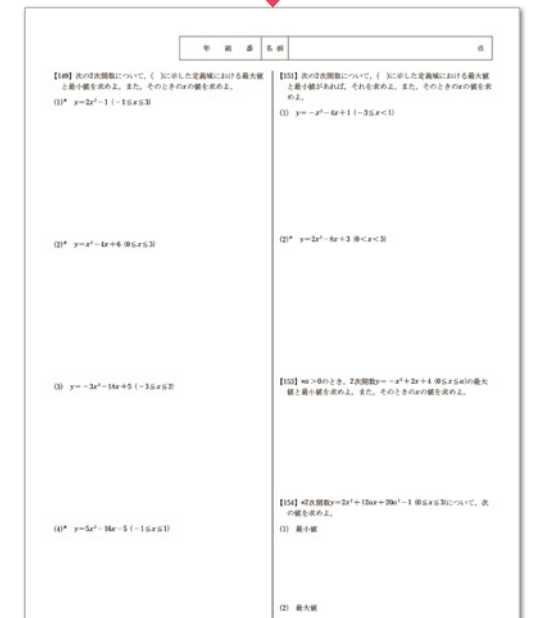 年 組 番 名前 点
【149】次の2次関数について，( )に示した定義域における最大値
と最小値を求めよ。また，そのときのxの値を求めよ。
(1)* y=2x²−1 (−1≦x≦3)
(2)* y=x²−4x+6 (0≦x≦3)
(3) y=−3x²−18x+5 (−3≦x≦2)
(4)* y=5x²−10x−5 (−1≦x≦1)
【151】次の2次関数について，( )に示した定義域における最大値
と最小値があれば，それを求めよ。また，そのときのxの値を求
めよ。
(1) y=−x²−4x+1 (−3≦x<1)
(2)* y=2x²−8x+3 (0<x<3)
【153】*a>0のとき，2次関数y=−x²+2x+4 (0≦x≦a)の最大
値と最小値を求めよ。また，そのときのxの値を求めよ。
【154】*2次関数y=2x²+12ax+20a²−1 (0≦x≦3)について，次
の値を求めよ。
(1) 最小値
(2) 最大値